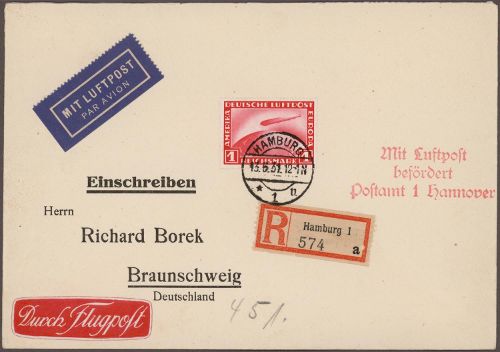 MIT LUFTPOST
PAR AVION
DEUTSCHE LUFTPOST
AMERIKA
EUROPA
1 REICHSMARK
HAMBURG
* 1 n
Mit Luftpost
befördert
Postamt 1 Hannover
Einschreiben
Herrn
Richard Borek
Braunschweig
Deutschland
R
Hamburg 1
574 a
Durch Flugpost
451.